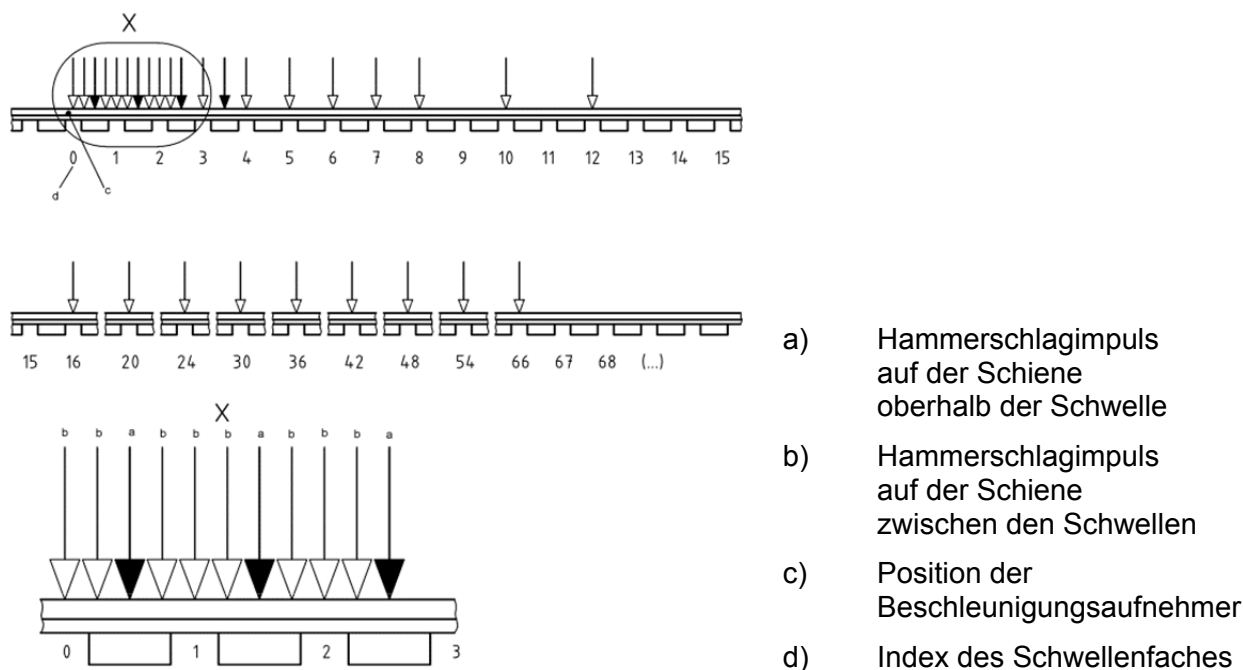 X
0 1 2 3 4 5 6 7 8 9 10 11 12 13 14 15
d c
15 16 20 24 30 36 42 48 54 66 67 68 (...)
X
b b a b b b a b b b a
0 1 2 3
a) Hammerschlagimpuls
auf der Schiene
oberhalb der Schwelle
b) Hammerschlagimpuls
auf der Schiene
zwischen den Schwellen
c) Position der
Beschleunigungsaufnehmer
d) Index des Schwellenfaches